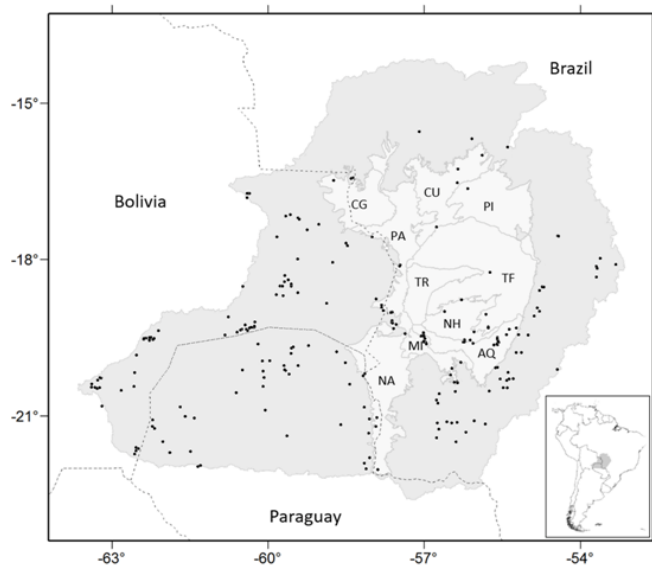 Brazil
-15°
Bolivia
CG
CU
PI
PA
-18°
TR
TF
NH
MI
AQ
NA
-21°
Paraguay
-63°
-60°
-57°
-54°